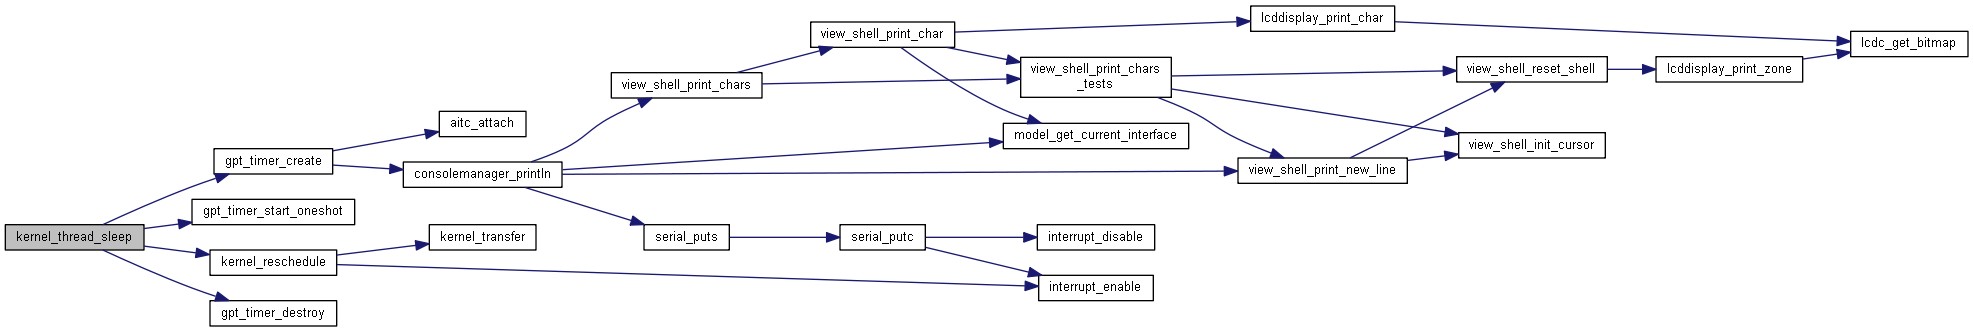 kernel_thread_sleep
gpt_timer_create
gpt_timer_start_oneshot
kernel_reschedule
gpt_timer_destroy
aitc_attach
consolemanager_println
kernel_transfer
view_shell_print_chars
serial_puts
view_shell_print_char
serial_putc
view_shell_print_chars
_tests
model_get_current_interface
interrupt_disable
interrupt_enable
lcddisplay_print_char
view_shell_print_new_line
view_shell_reset_shell
view_shell_init_cursor
lcddisplay_print_zone
lcdc_get_bitmap